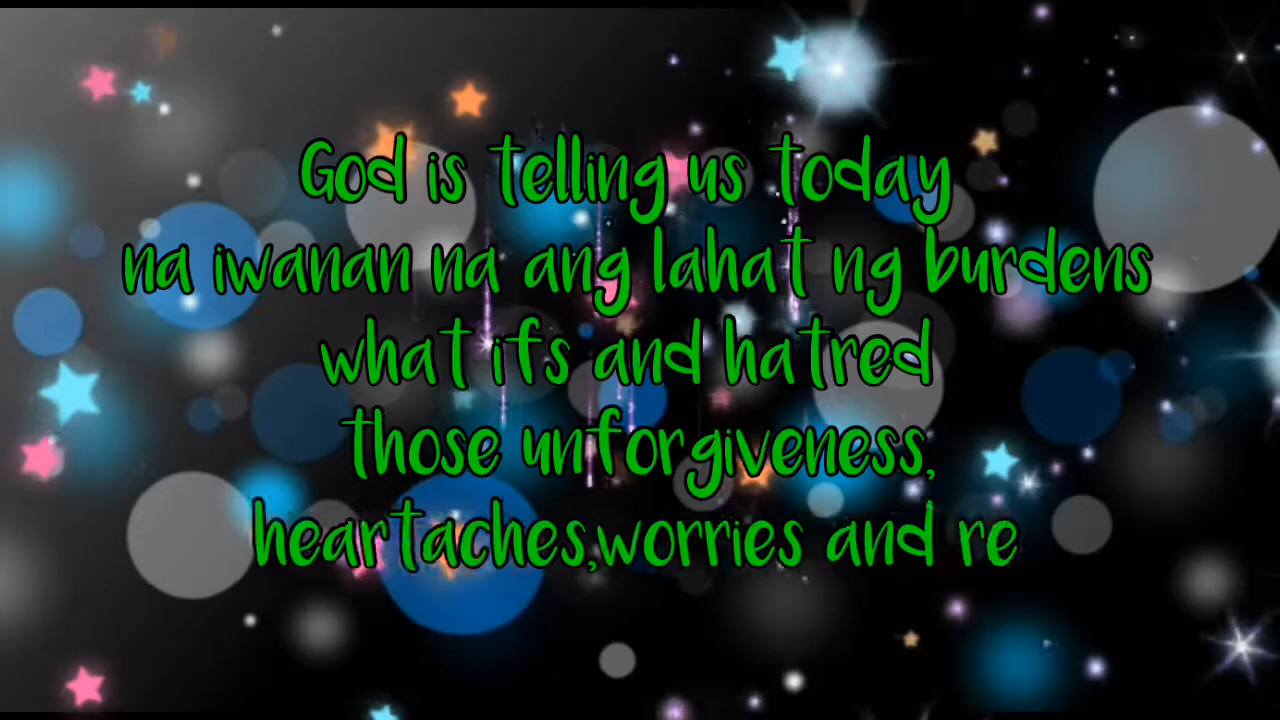 God is telling us today
na iwanan na ang lahat ng burdens
what ifs and hatred
those unforgiveness,
heartaches,worries and re